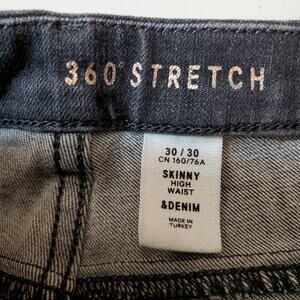 360° STRETCH
30 / 30
CN 160/76A
SKINNY
HIGH
WAIST
&DENIM
MADE IN
TURKEY